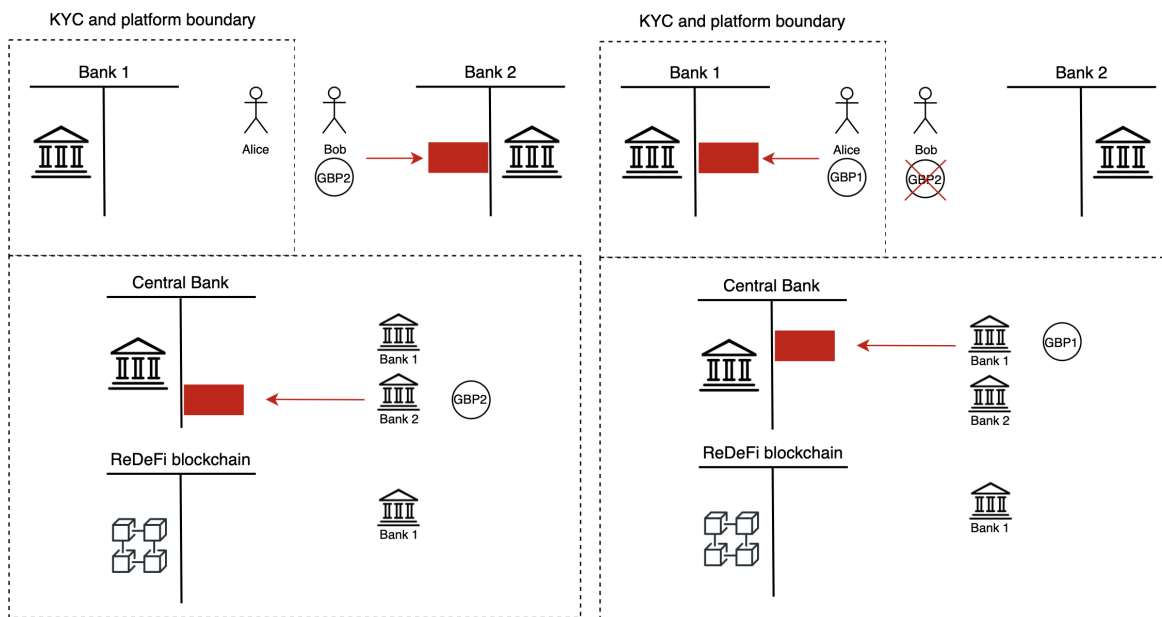 KYC and platform boundary
Bank 1
Bank 2
Alice
Bob
GBP2
Central Bank
Bank 1
Bank 2
GBP2
ReDeFi blockchain
Bank 1
KYC and platform boundary
Bank 1
Bank 2
Alice
Bob
GBP1
GBP2
Central Bank
Bank 1
GBP1
Bank 2
ReDeFi blockchain
Bank 1